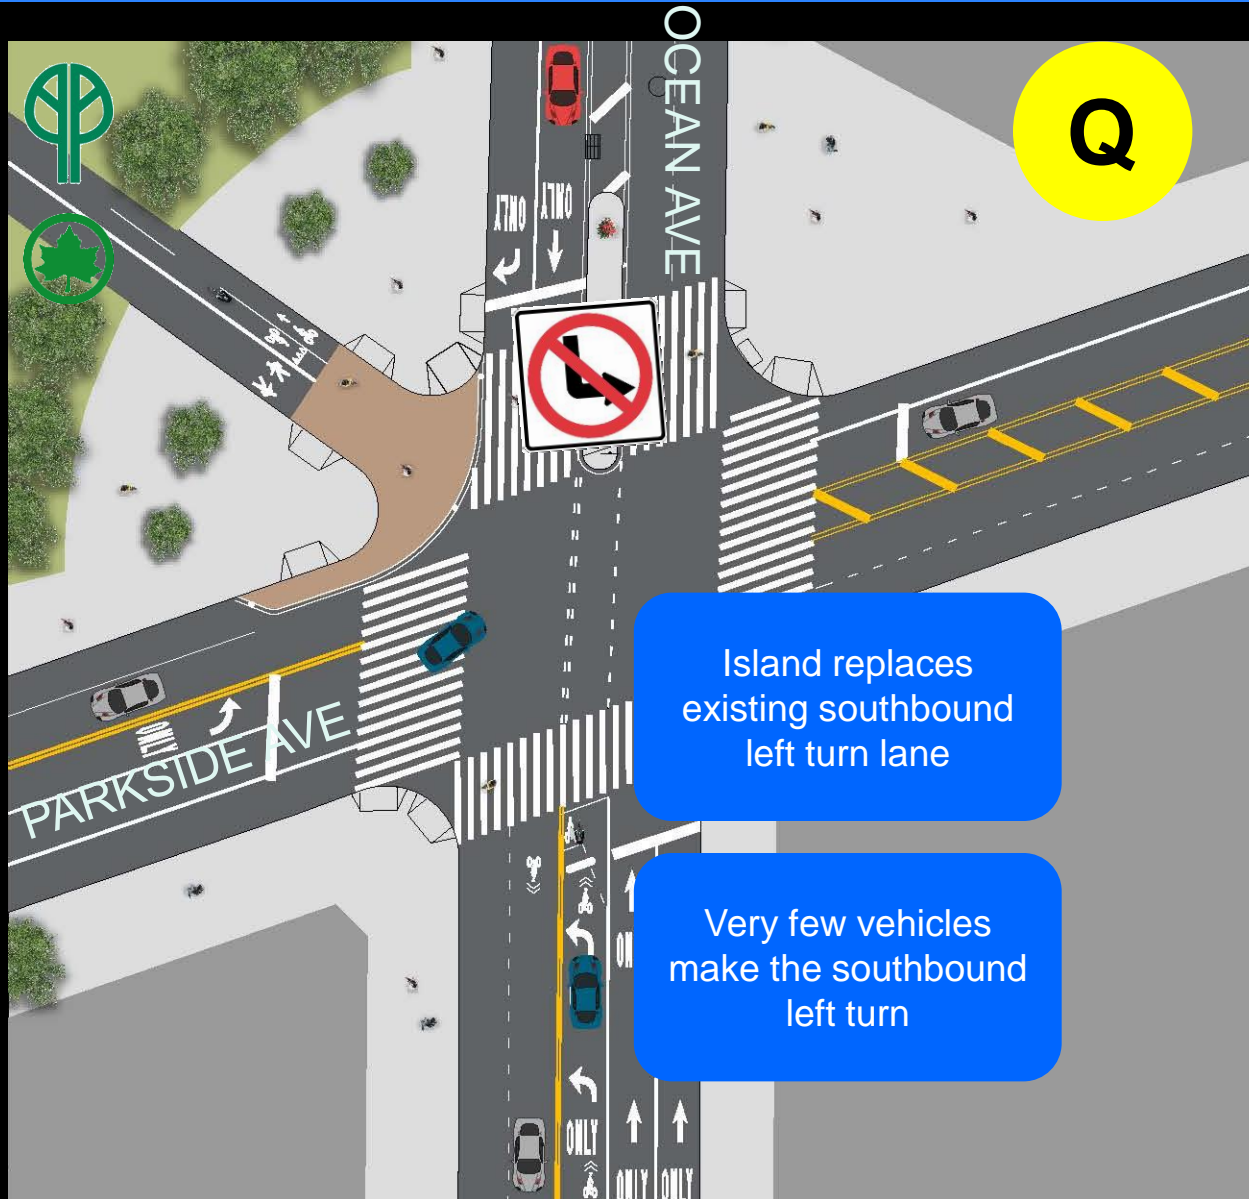 OCEAN AVE
Q
ONLY
ONLY
Island replaces
existing southbound
left turn lane
ONLY
PARKSIDE AVE
Very few vehicles
make the southbound
left turn
ONLY
ONLY
ONLY